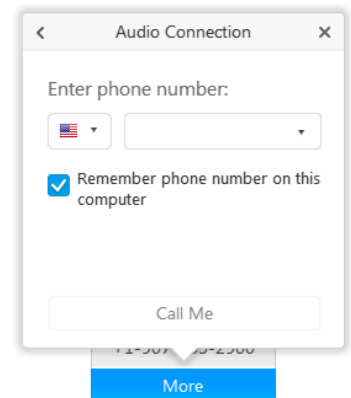 Audio Connection
Enter phone number:
Remember phone number on this
computer
Call Me
More